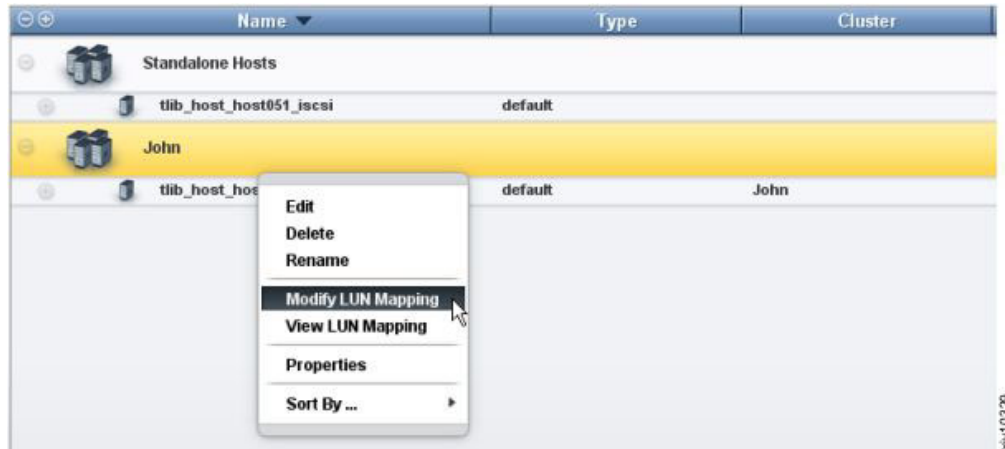 Name Type Cluster
Standalone Hosts
tlib_host_host051_iscsi default
John
tlib_host_hos default John
Edit
Delete
Rename
Modify LUN Mapping
View LUN Mapping
Properties
Sort By ...